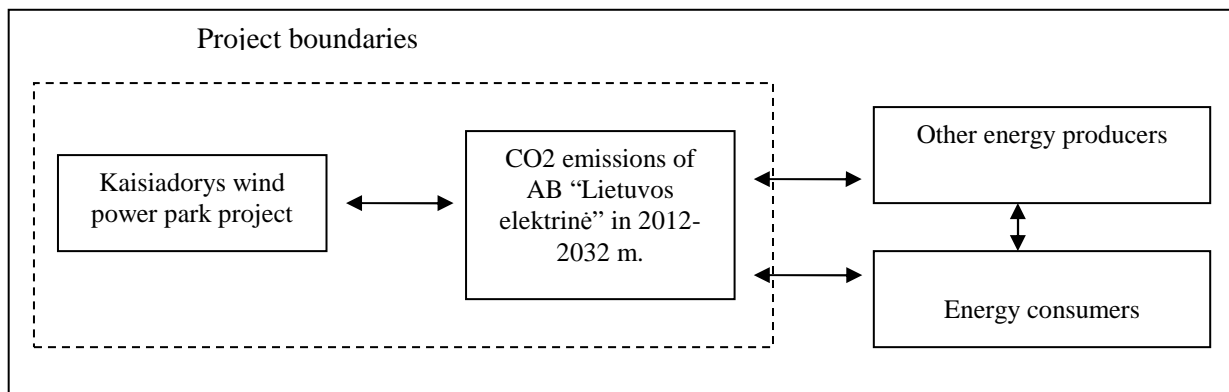 Project boundaries
Kaisiadorys wind
power park project
CO2 emissions of
AB “Lietuvos
elektrinė” in 2012-
2032 m.
Other energy producers
Energy consumers